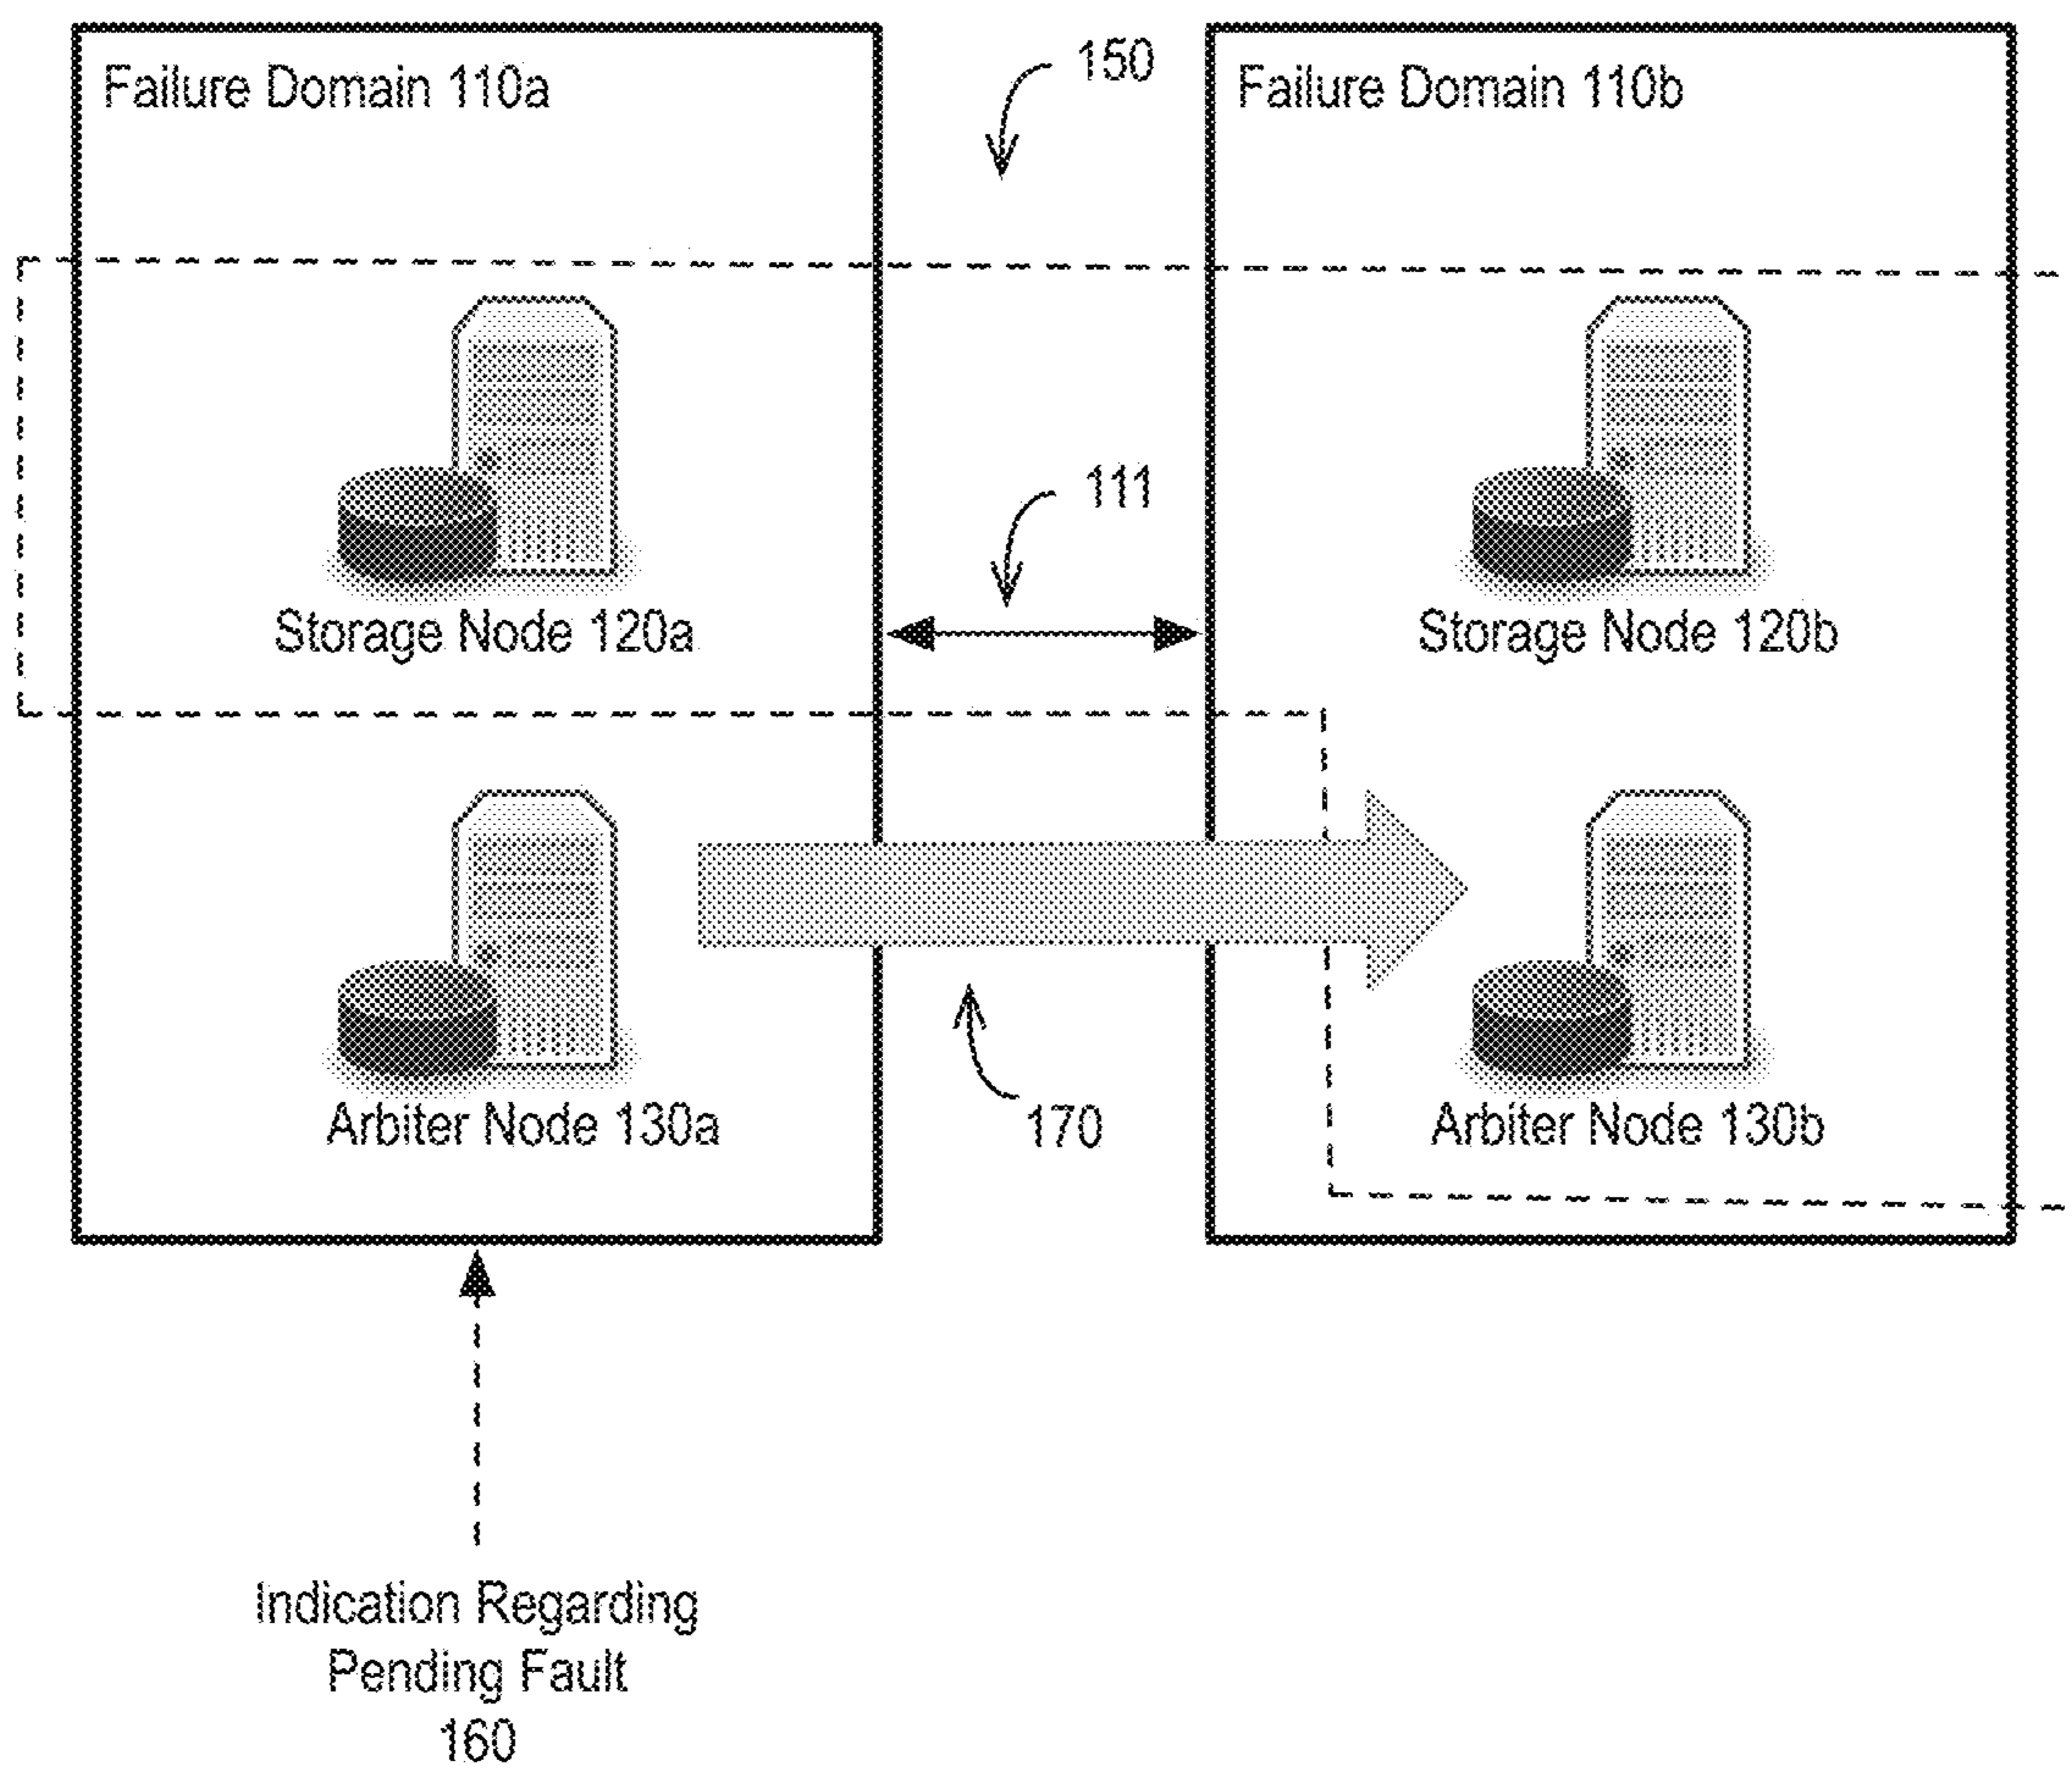 Failure Domain 110a
150
Failure Domain 110b
111
Storage Node 120a
Storage Node 120b
Arbiter Node 130a
170
Arbiter Node 130b
Indication Regarding
Pending Fault
160